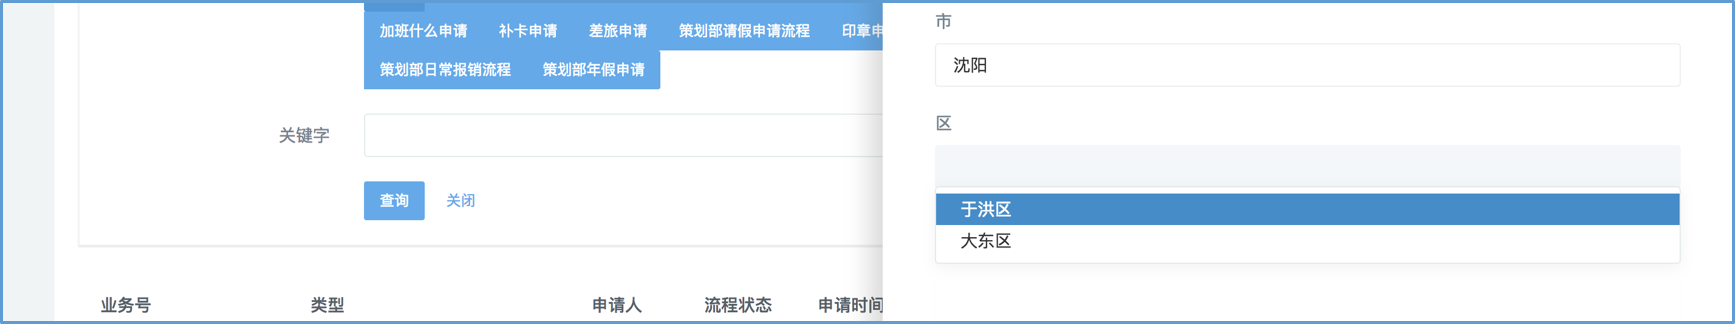 加班什么申请 补卡申请 差旅申请 策划部请假申请流程 印章申
策划部日常报销流程 策划部年假申请
关键字
查询 关闭
业务号 类型 申请人 流程状态 申请时间
市
沈阳
区
于洪区
大东区